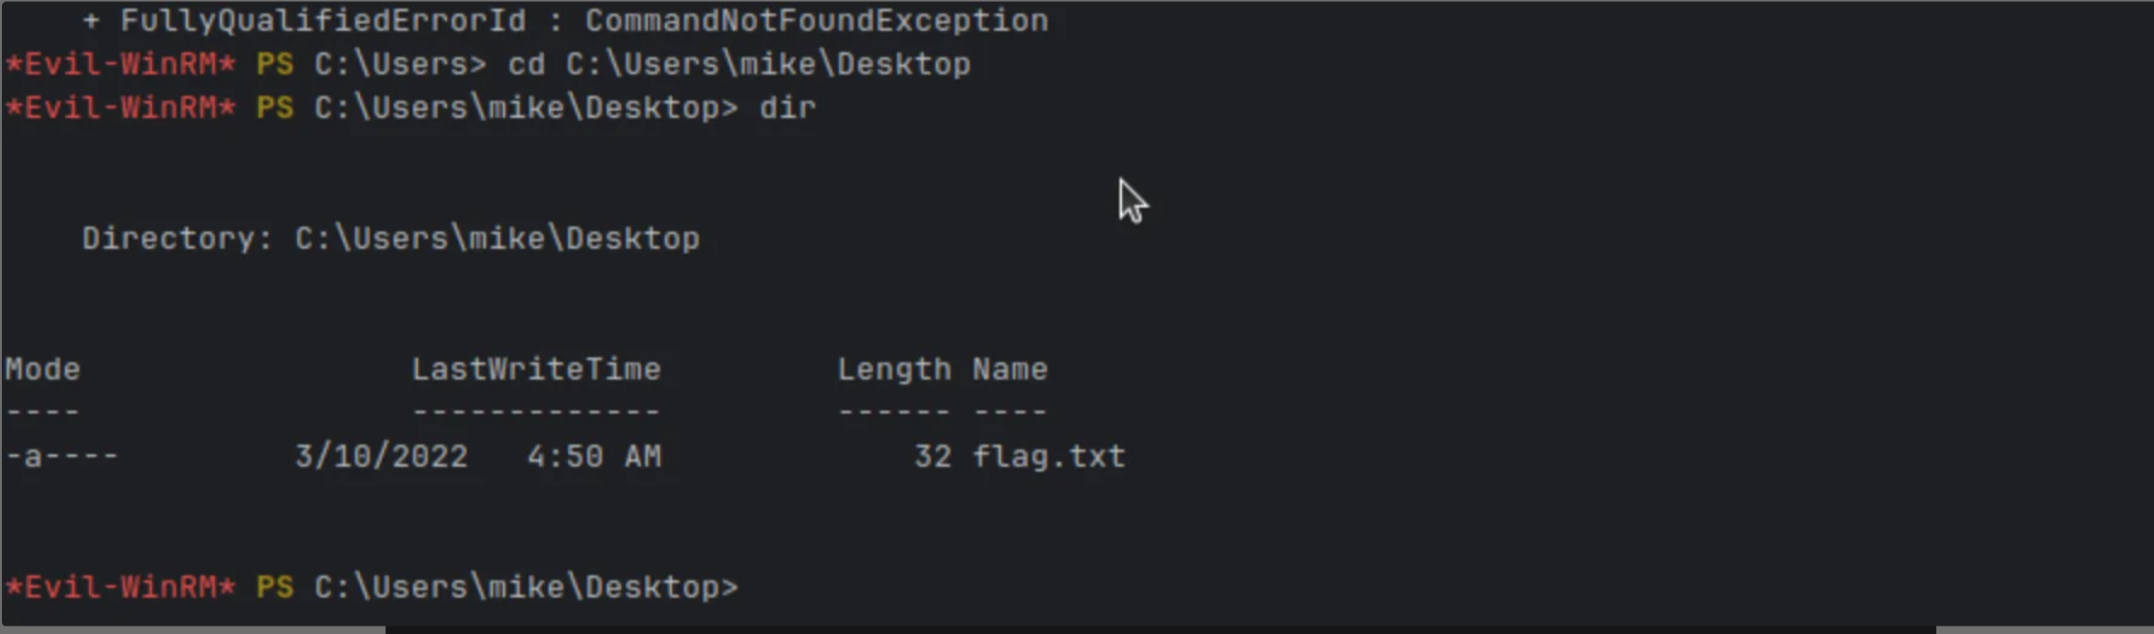 + FullyQualifiedErrorId : CommandNotFoundException
*Evil-WinRM* PS C:\Users> cd C:\Users\mike\Desktop
*Evil-WinRM* PS C:\Users\mike\Desktop> dir
Directory: C:\Users\mike\Desktop
Mode LastWriteTime Length Name
---- ------------- ------ ----
-a---- 3/10/2022 4:50 AM 32 flag.txt
*Evil-WinRM* PS C:\Users\mike\Desktop>